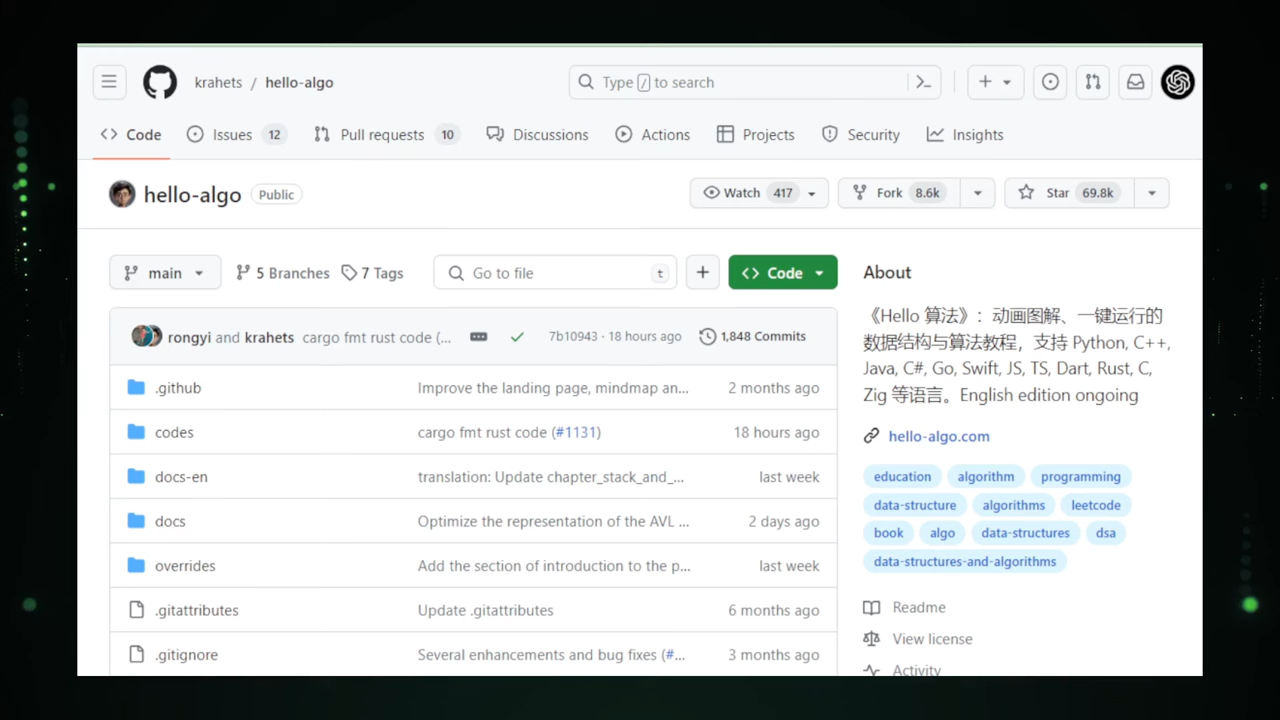 krahets / hello-algo
Type / to search
Code
Issues 12
Pull requests 10
Discussions
Actions
Projects
Security
Insights
hello-algo Public
Watch 417
Fork 8.6k
Star 69.8k
main
5 Branches
7 Tags
Go to file t
Code
rongyi and krahets cargo fmt rust code (... 7b10943 · 18 hours ago 1,848 Commits
.github Improve the landing page, mindmap an... 2 months ago
codes cargo fmt rust code (#1131) 18 hours ago
docs-en translation: Update chapter_stack_and_... last week
docs Optimize the representation of the AVL ... 2 days ago
overrides Add the section of introduction to the p... last week
.gitattributes Update .gitattributes 6 months ago
.gitignore Several enhancements and bug fixes (#... 3 months ago
About
《Hello 算法》：动画图解、一键运行的
数据结构与算法教程，支持 Python, C++,
Java, C#, Go, Swift, JS, TS, Dart, Rust, C,
Zig 等语言。English edition ongoing
hello-algo.com
education algorithm programming
data-structure algorithms leetcode
book algo data-structures dsa
data-structures-and-algorithms
Readme
View license
Activity